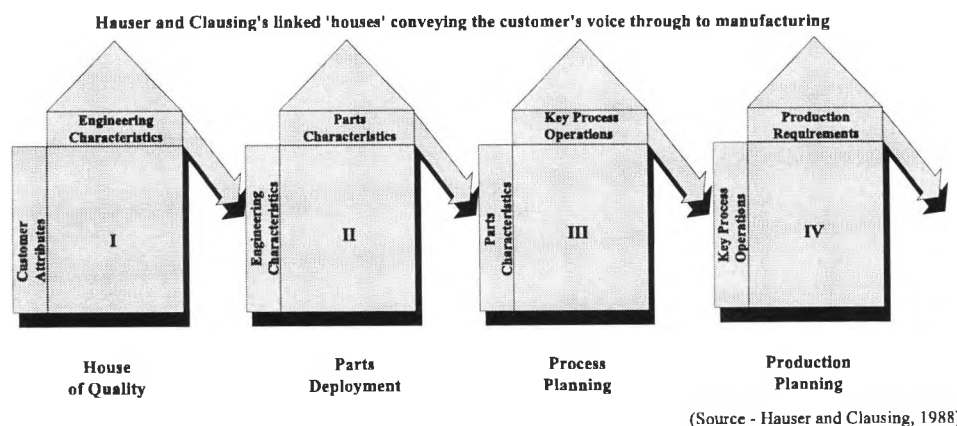 Hauser and Clausing's linked 'houses' conveying the customer's voice through to manufacturing
Engineering
Characteristics
Customer
Attributes
I
House
of Quality
Parts
Characteristics
Engineering
Characteristics
II
Parts
Deployment
Key Process
Operations
Parts
Characteristics
III
Process
Planning
Production
Requirements
Key Process
Operations
IV
Production
Planning
(Source - Hauser and Clausing, 1988)